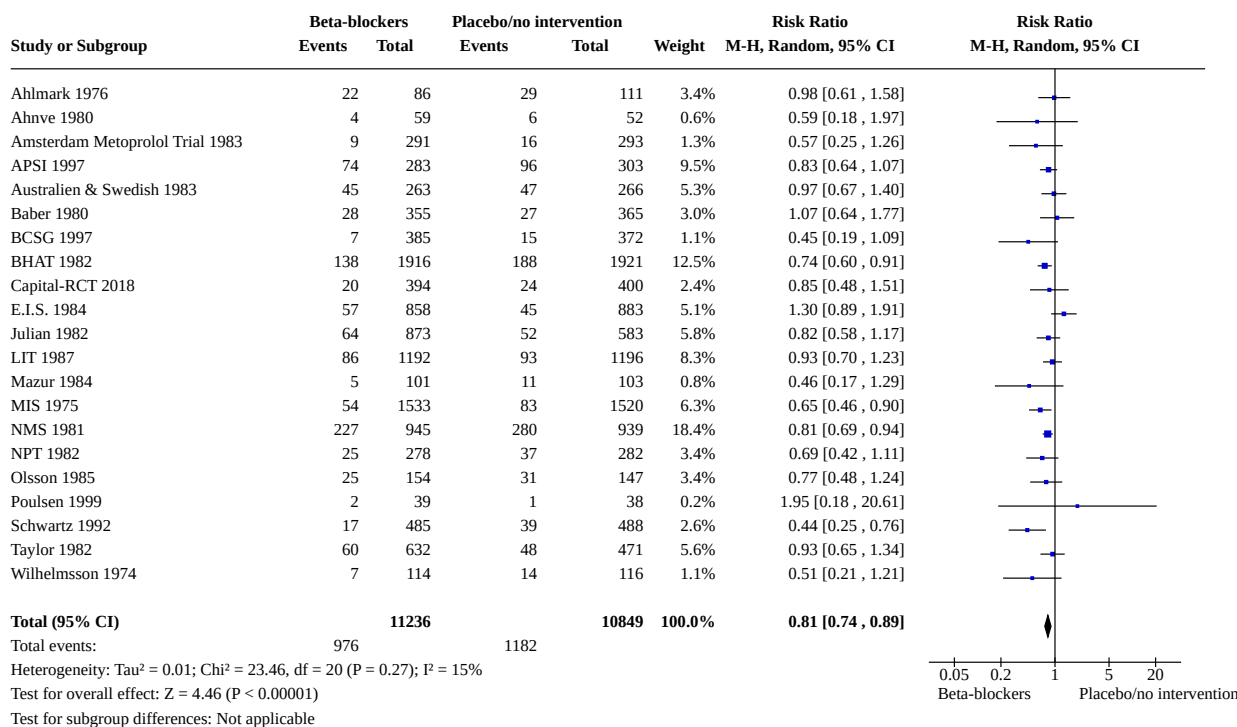 Beta-blockers Placebo/no intervention Risk Ratio Risk Ratio
Study or Subgroup Events Total Events Total Weight M-H, Random, 95% CI M-H, Random, 95% CI
Ahlmark 1976 22 86 29 111 3.4% 0.98 [0.61 , 1.58]
Ahnve 1980 4 59 6 52 0.6% 0.59 [0.18 , 1.97]
Amsterdam Metoprolol Trial 1983 9 291 16 293 1.3% 0.57 [0.25 , 1.26]
APSI 1997 74 283 96 303 9.5% 0.83 [0.64 , 1.07]
Australien & Swedish 1983 45 263 47 266 5.3% 0.97 [0.67 , 1.40]
Baber 1980 28 355 27 365 3.0% 1.07 [0.64 , 1.77]
BCSG 1997 7 385 15 372 1.1% 0.45 [0.19 , 1.09]
BHAT 1982 138 1916 188 1921 12.5% 0.74 [0.60 , 0.91]
Capital-RCT 2018 20 394 24 400 2.4% 0.85 [0.48 , 1.51]
E.I.S. 1984 57 858 45 883 5.1% 1.30 [0.89 , 1.91]
Julian 1982 64 873 52 583 5.8% 0.82 [0.58 , 1.17]
LIT 1987 86 1192 93 1196 8.3% 0.93 [0.70 , 1.23]
Mazur 1984 5 101 11 103 0.8% 0.46 [0.17 , 1.29]
MIS 1975 54 1533 83 1520 6.3% 0.65 [0.46 , 0.90]
NMS 1981 227 945 280 939 18.4% 0.81 [0.69 , 0.94]
NPT 1982 25 278 37 282 3.4% 0.69 [0.42 , 1.11]
Olsson 1985 25 154 31 147 3.4% 0.77 [0.48 , 1.24]
Poulsen 1999 2 39 1 38 0.2% 1.95 [0.18 , 20.61]
Schwartz 1992 17 485 39 488 2.6% 0.44 [0.25 , 0.76]
Taylor 1982 60 632 48 471 5.6% 0.93 [0.65 , 1.34]
Wilhelmsson 1974 7 114 14 116 1.1% 0.51 [0.21 , 1.21]
Total (95% CI) 11236 10849 100.0% 0.81 [0.74 , 0.89]
Total events: 976 1182
Heterogeneity: Tau² = 0.01; Chi² = 23.46, df = 20 (P = 0.27); I² = 15%
0.05 0.2 1 5 20
Test for overall effect: Z = 4.46 (P < 0.00001)
Beta-blockers Placebo/no intervention
Test for subgroup differences: Not applicable